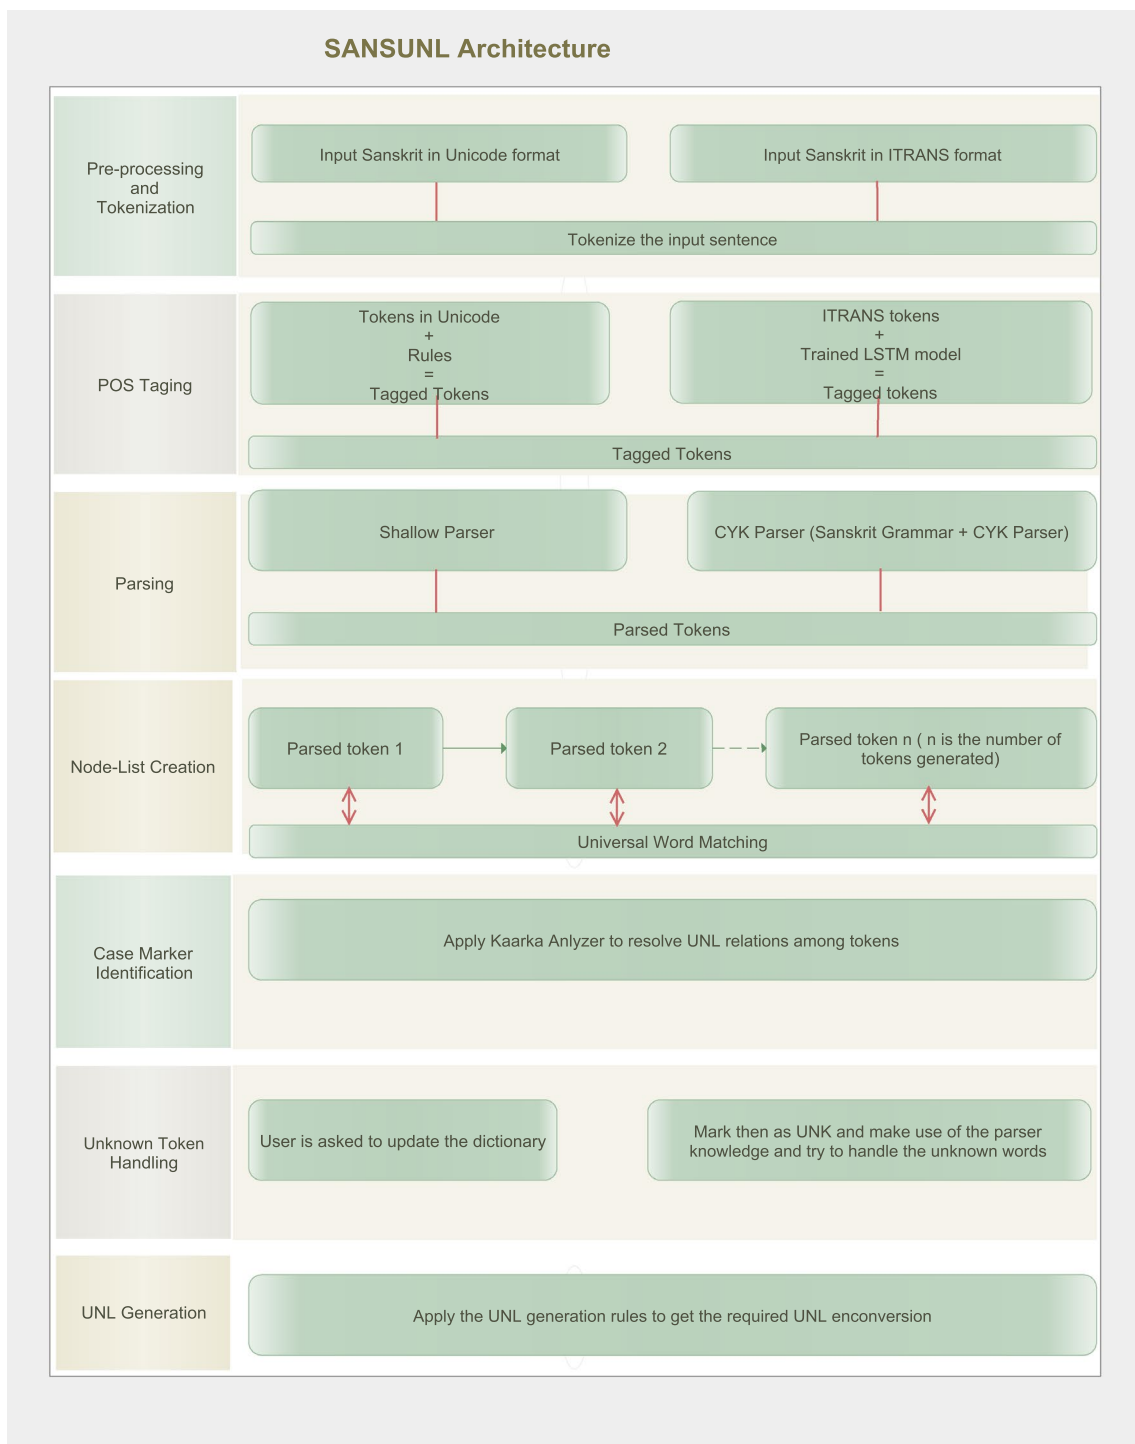 SANSUNL Architecture
Pre-processing
and
Tokenization
Input Sanskrit in Unicode format
Input Sanskrit in ITRANS format
Tokenize the input sentence
POS Taging
Tokens in Unicode
+
Rules
=
Tagged Tokens
ITRANS tokens
+
Trained LSTM model
=
Tagged tokens
Tagged Tokens
Parsing
Shallow Parser
CYK Parser (Sanskrit Grammar + CYK Parser)
Parsed Tokens
Node-List Creation
Parsed token 1
Parsed token 2
Parsed token n ( n is the number of
tokens generated)
Universal Word Matching
Case Marker
Identification
Apply Kaarka Anlyzer to resolve UNL relations among tokens
Unknown Token
Handling
User is asked to update the dictionary
Mark then as UNK and make use of the parser
knowledge and try to handle the unknown words
UNL Generation
Apply the UNL generation rules to get the required UNL enconversion